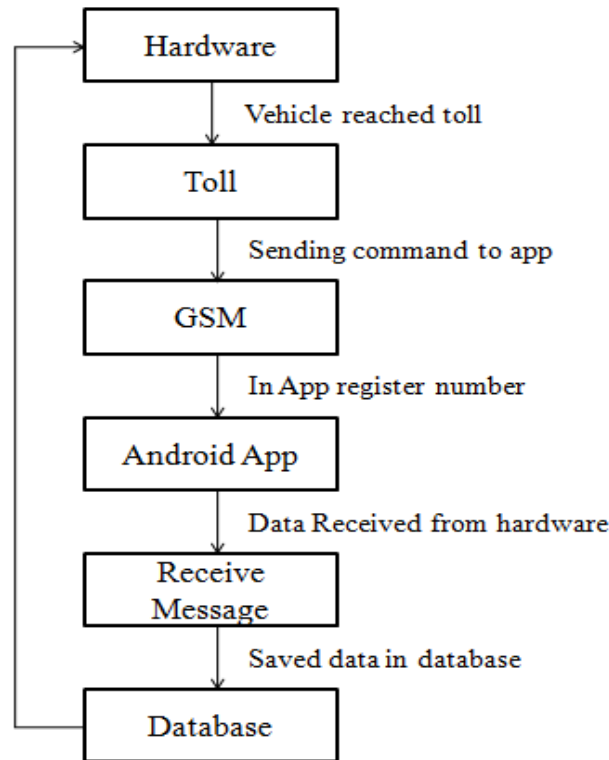 Hardware
Vehicle reached toll
Toll
Sending command to app
GSM
In App register number
Android App
Data Received from hardware
Receive
Message
Saved data in database
Database